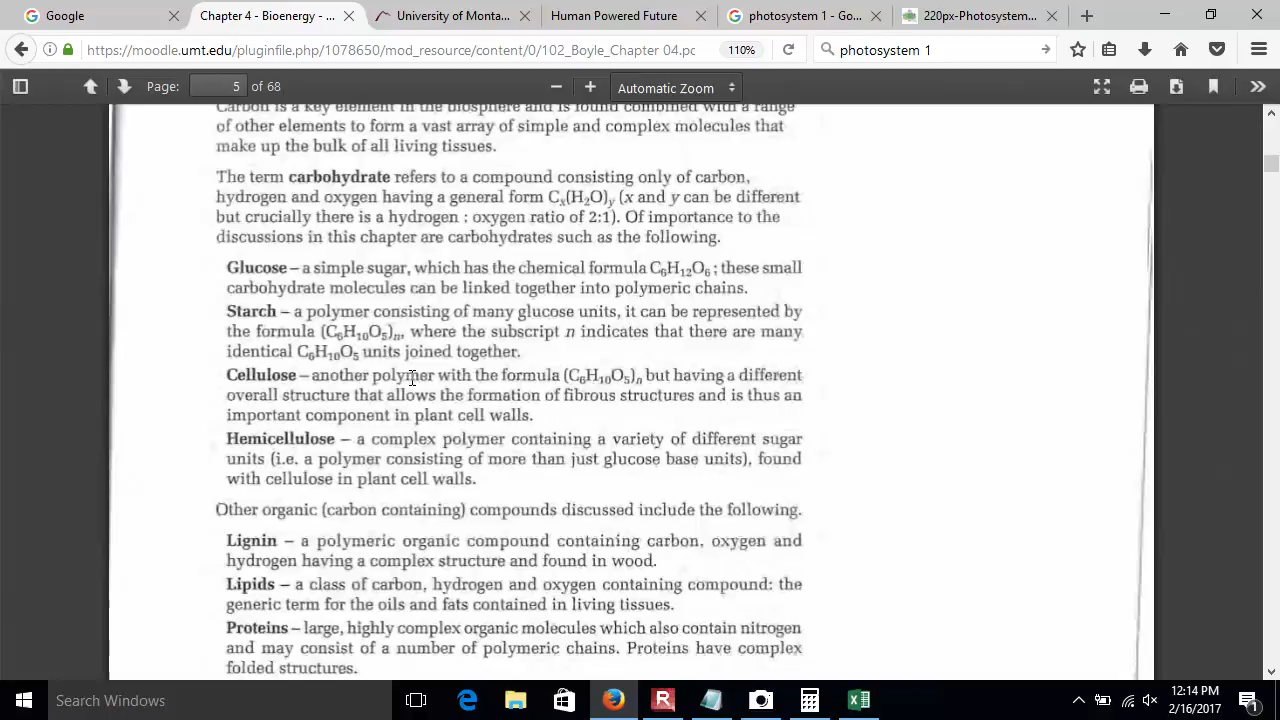 Google
Chapter 4 - Bioenergy - ...
University of Monta...
Human Powered Future
photosystem 1 - Go...
220px-Photosystem...
https://moodle.umt.edu/pluginfile.php/1078650/mod_resource/content/0/102_Boyle_Chapter 04.pc
110%
photosystem 1
Page: 5 of 68
Automatic Zoom
Carbon is a key element in the biosphere and is found combined with a range
of other elements to form a vast array of simple and complex molecules that
make up the bulk of all living tissues.
The term carbohydrate refers to a compound consisting only of carbon,
hydrogen and oxygen having a general form Cx(H2O)y (x and y can be different
but crucially there is a hydrogen : oxygen ratio of 2:1). Of importance to the
discussions in this chapter are carbohydrates such as the following.
Glucose – a simple sugar, which has the chemical formula C6H12O6; these small
carbohydrate molecules can be linked together into polymeric chains.
Starch – a polymer consisting of many glucose units, it can be represented by
the formula (C6H10O5)n, where the subscript n indicates that there are many
identical C6H10O5 units joined together.
Cellulose – another polymer with the formula (C6H10O5)n but having a different
overall structure that allows the formation of fibrous structures and is thus an
important component in plant cell walls.
Hemicellulose – a complex polymer containing a variety of different sugar
units (i.e. a polymer consisting of more than just glucose base units), found
with cellulose in plant cell walls.
Other organic (carbon containing) compounds discussed include the following.
Lignin – a polymeric organic compound containing carbon, oxygen and
hydrogen having a complex structure and found in wood.
Lipids – a class of carbon, hydrogen and oxygen containing compound: the
generic term for the oils and fats contained in living tissues.
Proteins – large, highly complex organic molecules which also contain nitrogen
and may consist of a number of polymeric chains. Proteins have complex
folded structures.
Search Windows
12:14 PM
2/16/2017
1